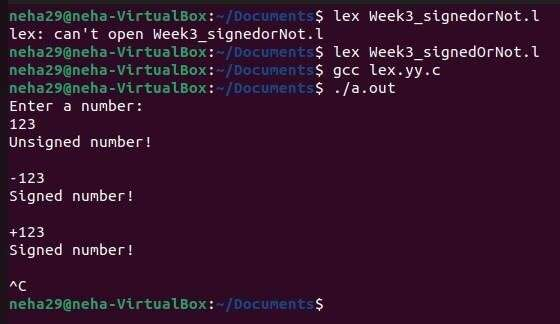 neha29@neha-VirtualBox:~/Documents$ lex Week3_signedorNot.l
lex: can't open Week3_signedorNot.l
neha29@neha-VirtualBox:~/Documents$ lex Week3_signedOrNot.l
neha29@neha-VirtualBox:~/Documents$ gcc lex.yy.c
neha29@neha-VirtualBox:~/Documents$ ./a.out
Enter a number:
123
Unsigned number!
-123
Signed number!
+123
Signed number!
^C
neha29@neha-VirtualBox:~/Documents$